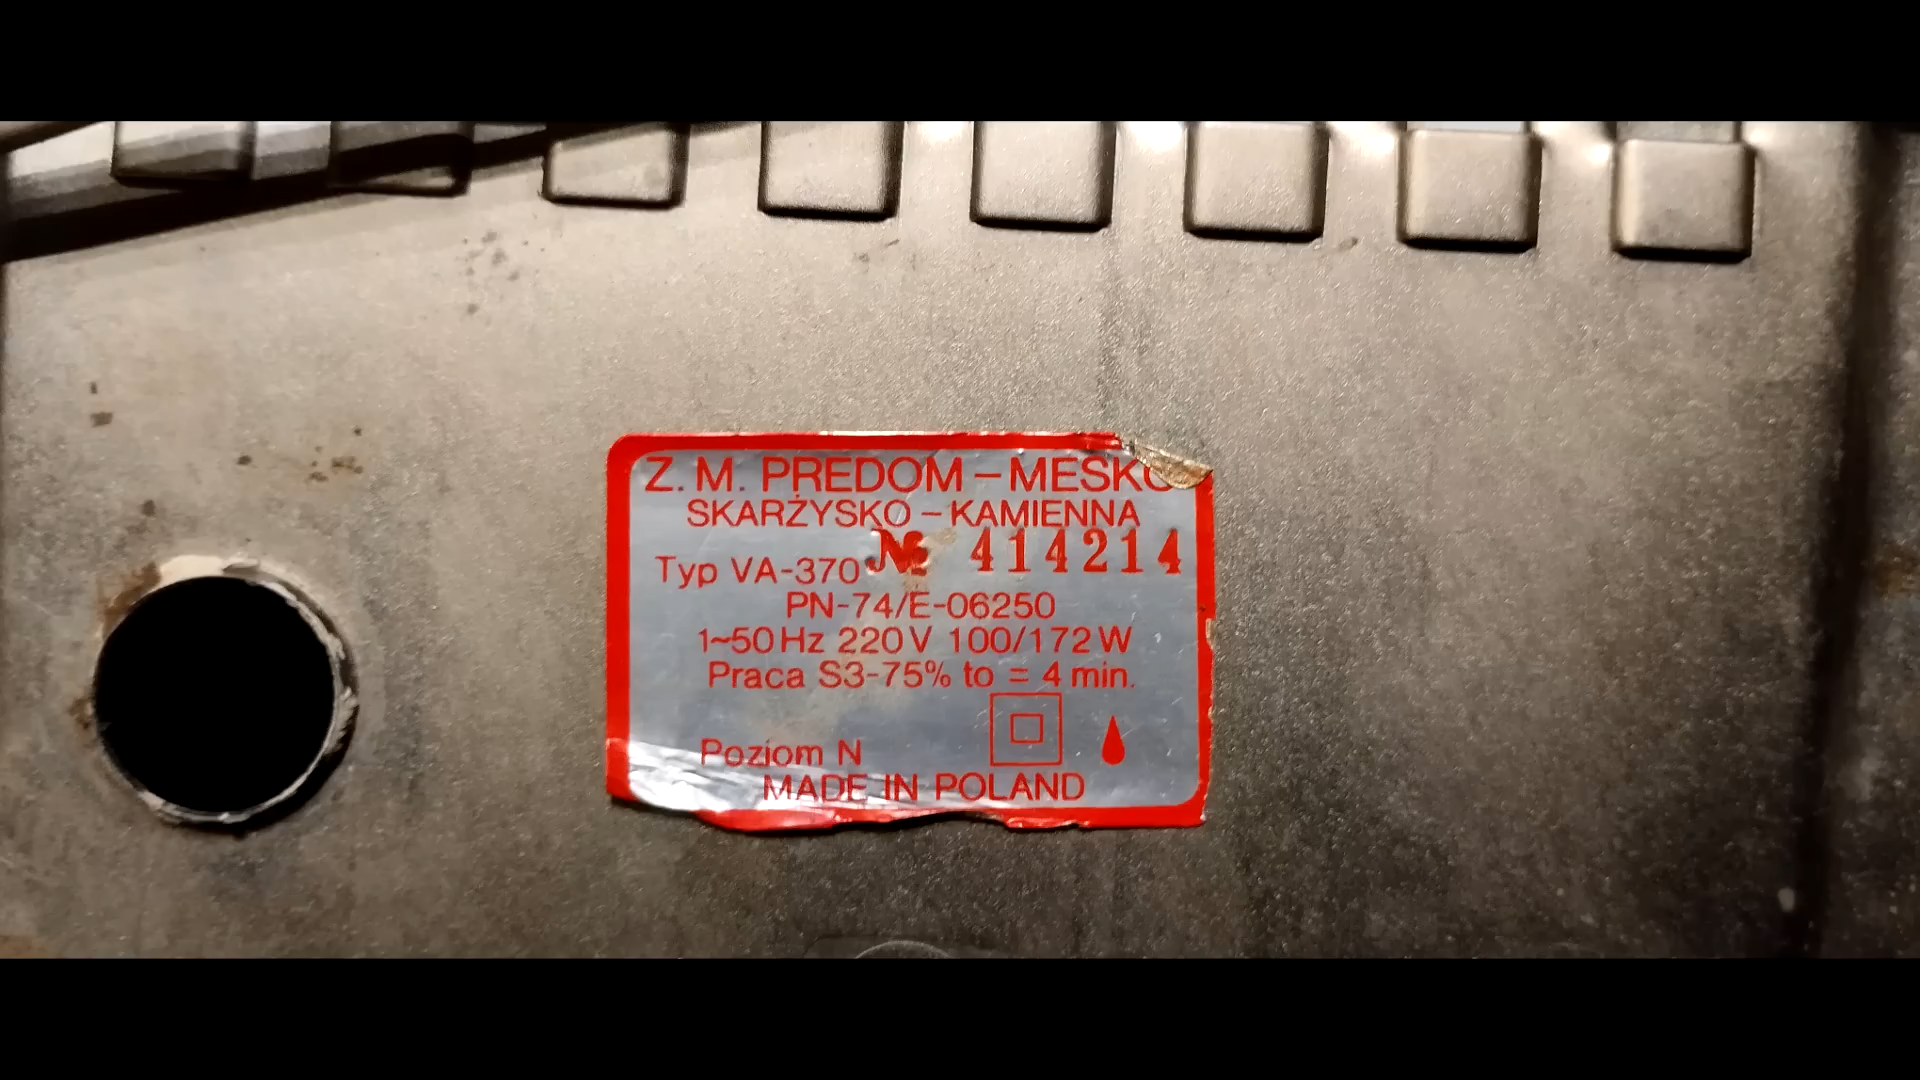 Z. M. PREDOM – MESKO
SKARŻYSKO – KAMIENNA
Typ VA-370 № 414214
PN-74/E-06250
1~50 Hz 220 V 100/172 W
Praca S3-75% to = 4 min.
Poziom N
MADE IN POLAND